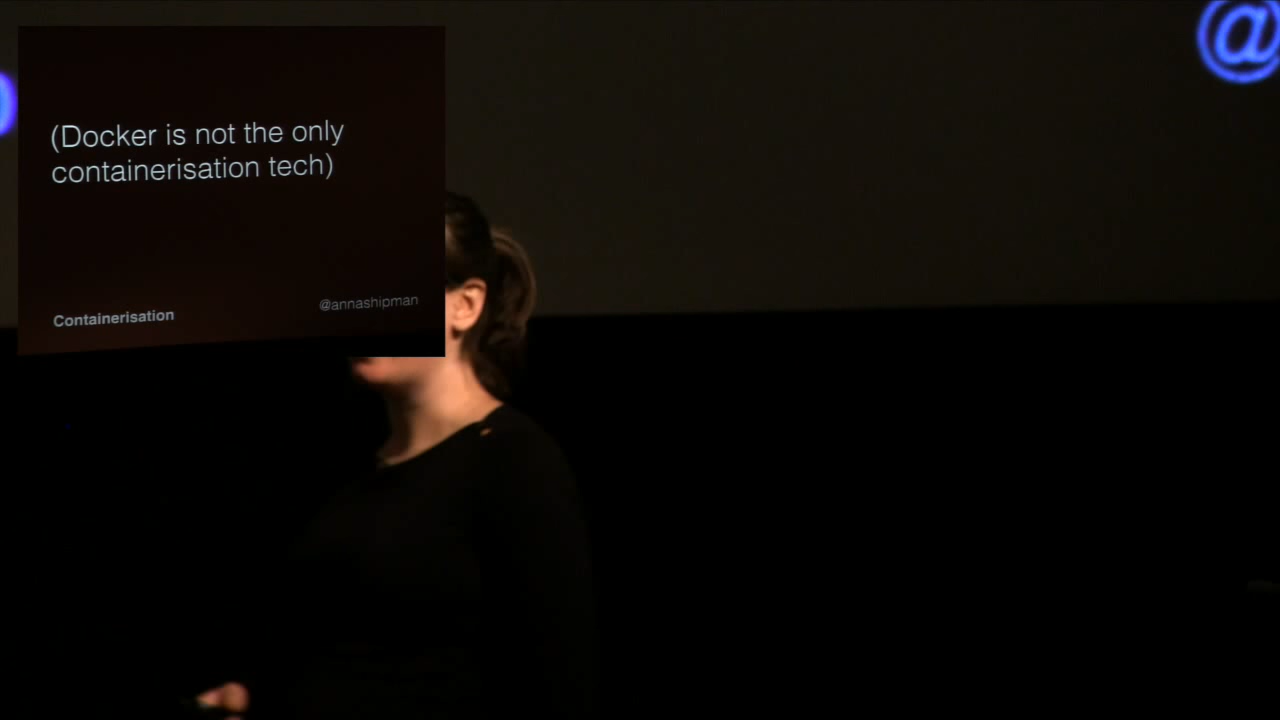 @
(Docker is not the only
containerisation tech)
@annashipman
Containerisation